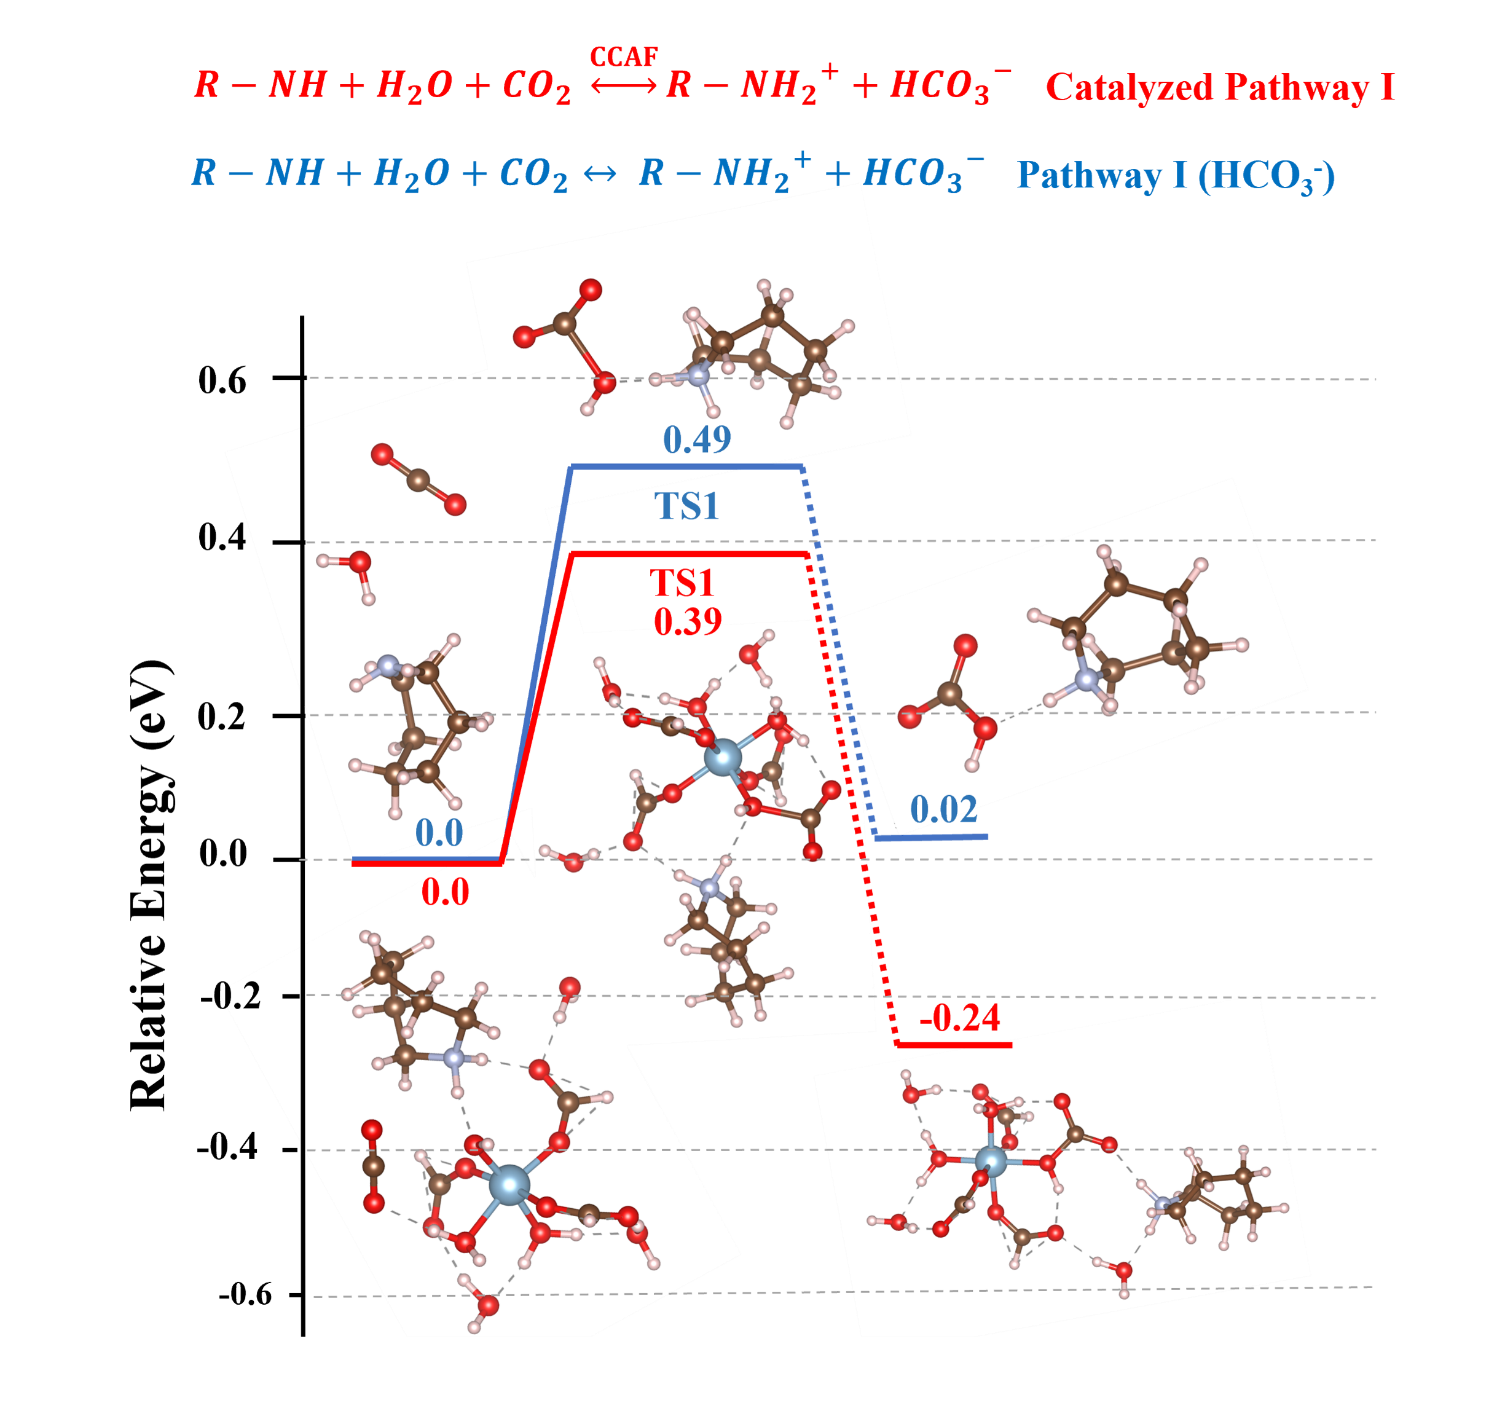 CCAF
R − NH + H₂O + CO₂ ⟷ R − NH₂⁺ + HCO₃⁻ Catalyzed Pathway I
R − NH + H₂O + CO₂ ↔ R − NH₂⁺ + HCO₃⁻ Pathway I (HCO₃⁻)
Relative Energy (eV)
0.6
0.4
0.2
0.0
-0.2
-0.4
-0.6
0.49
TS1
TS1
0.39
0.0
0.0
0.02
-0.24